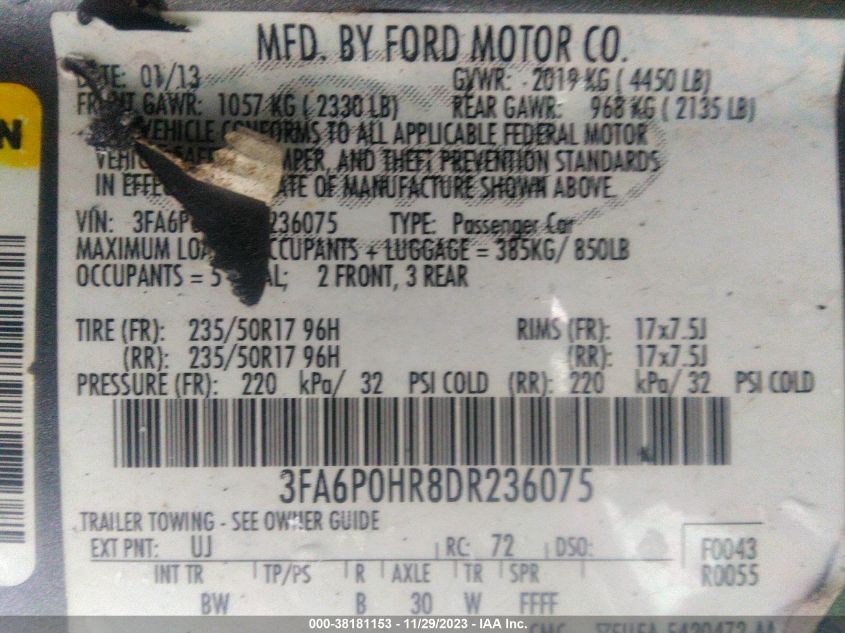 MFD. BY FORD MOTOR CO.
DATE: 01/13 GVWR: 2019 KG ( 4450 LB)
FRONT GAWR: 1057 KG ( 2330 LB) REAR GAWR: 968 KG ( 2135 LB)
VEHICLE CONFORMS TO ALL APPLICABLE FEDERAL MOTOR
AND THEFT PREVENTION STANDARDS
IN OF MANUFACTURE SHOWN ABOVE.
VIN: 3FA6P 236075 TYPE: Passenger Car
MAXIMUM OCCUPANTS + LUGGAGE = 385KG/ 850LB
OCCUPANTS = 5 2 FRONT, 3 REAR
TIRE (FR): 235/50R17 96H RIMS (FR): 17x7.5J
(RR): 235/50R17 96H (RR): 17x7.5J
PRESSURE (FR): 220 kPa/ 32 PSI COLD (RR): 220 kPa/ 32 PSI COLD
3FA6P0HR8DR236075
TRAILER TOWING - SEE OWNER GUIDE
EXT PNT: UJ RC: 72 DSO: F0043
R0055
INT TR TP/PS R AXLE TR SPR
BW B 30 W FFFF
000-38181153 - 11/29/2023 - IAA Inc.